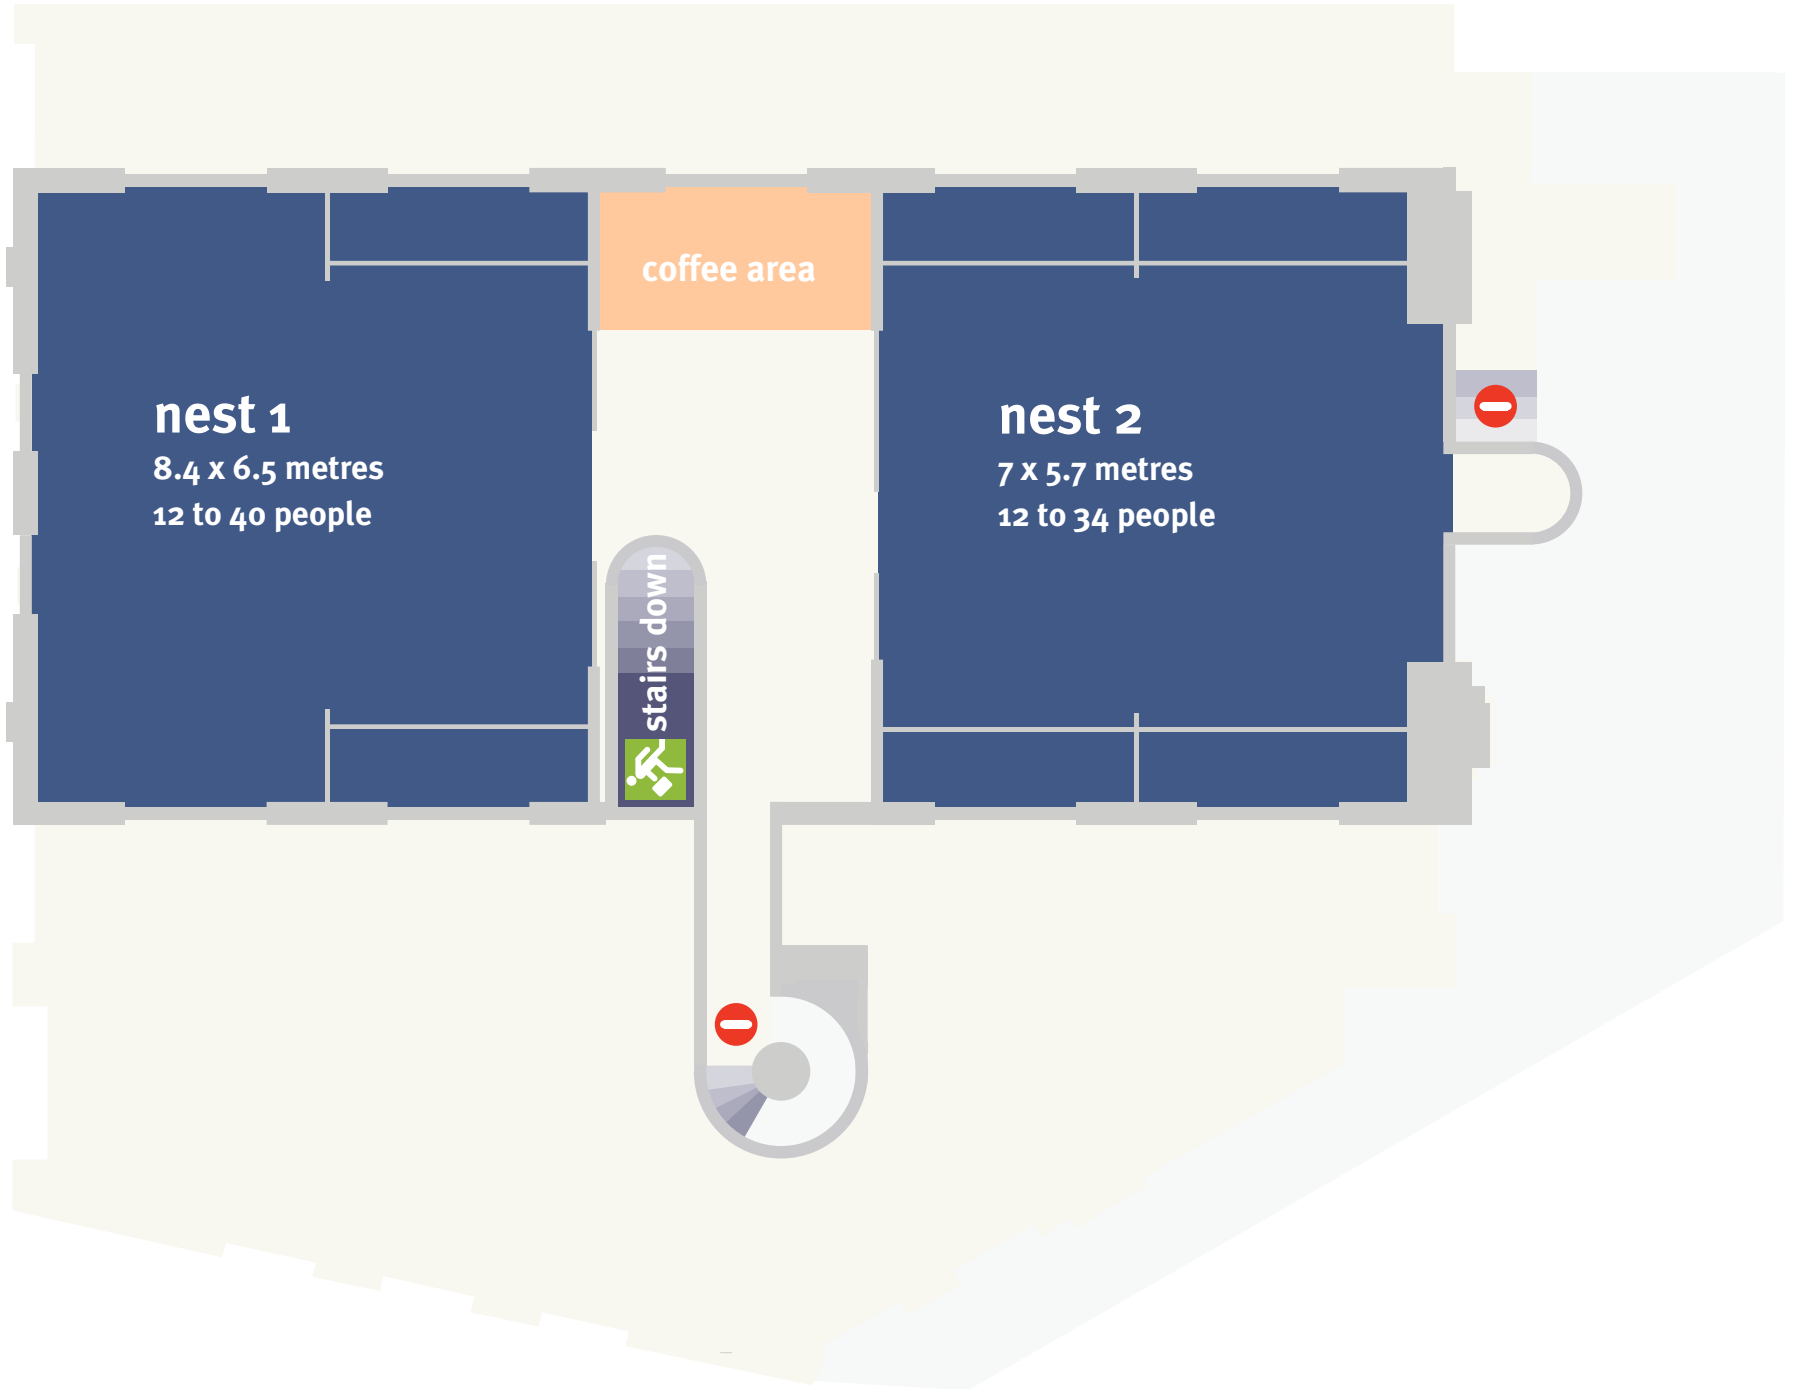 coffee area
nest 1
8.4 x 6.5 metres
12 to 40 people
nest 2
7 x 5.7 metres
12 to 34 people
stairs down